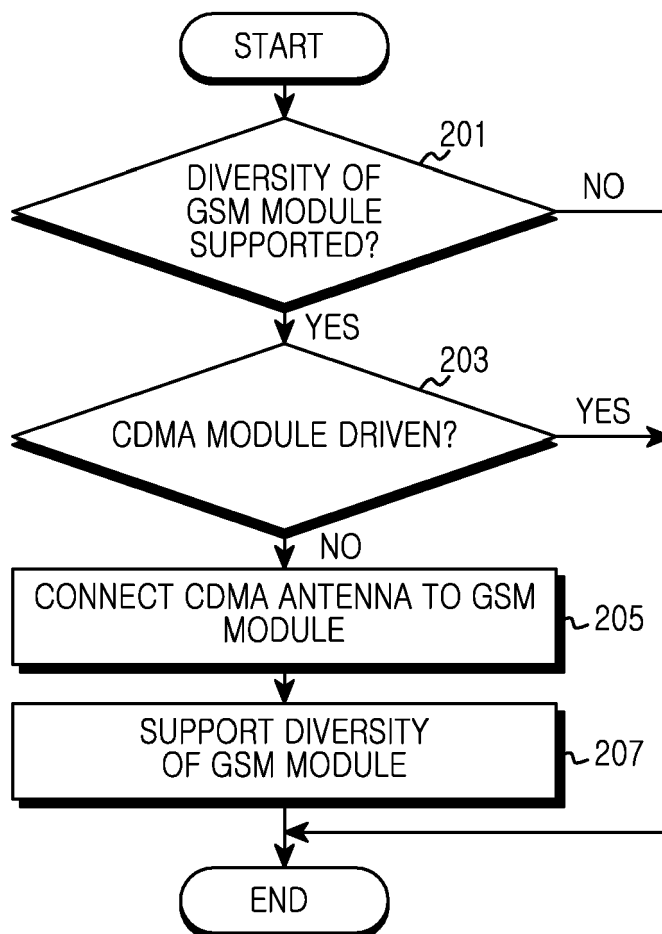 START
201
DIVERSITY OF
GSM MODULE
SUPPORTED?
NO
YES
203
CDMA MODULE DRIVEN?
YES
NO
CONNECT CDMA ANTENNA TO GSM
MODULE
205
SUPPORT DIVERSITY
OF GSM MODULE
207
END